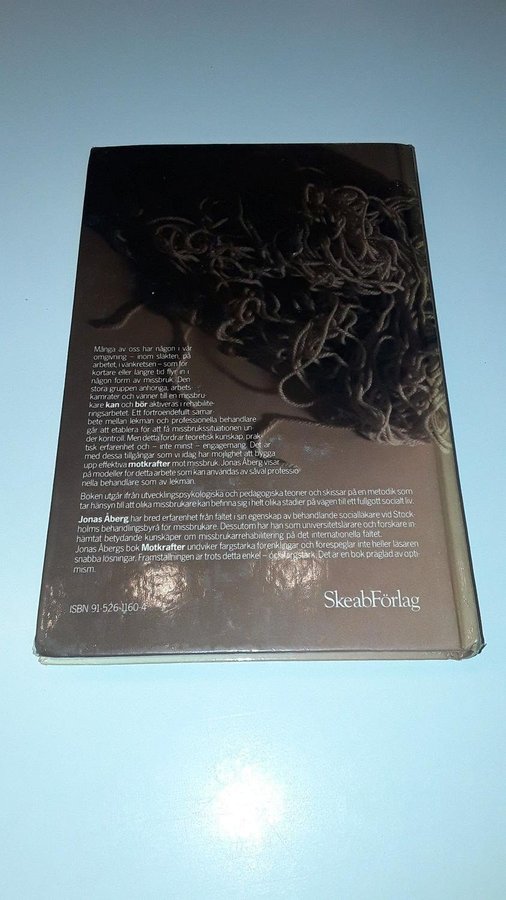 Många av oss har någon i vår
omgivning – inom släkten, på
arbetet, i vänkretsen – som för
kortare eller längre tid flyr in i
någon form av missbruk. Den
stora gruppen anhöriga, arbets-
kamrater och vänner till en missbru-
kare kan och bör aktiveras i rehabilite-
ringsarbetet. Ett förtroendefullt samar-
bete mellan lekman och professionella behandlare
går att etablera för att få missbrukssituationen un-
der kontroll. Men detta fordrar teoretisk kunskap, prak-
tisk erfarenhet och – inte minst – engagemang. Det är
med dessa tillgångar som vi idag har möjlighet att bygga
upp effektiva motkrafter mot missbruk. Jonas Åberg visar
på modeller för detta arbete som kan användas av såväl professio-
nella behandlare som av lekman.
Boken utgår ifrån utvecklingspsykologiska och pedagogiska teorier och skissar på en metodik som
tar hänsyn till att olika missbrukare kan befinna sig i helt olika stadier på vägen till ett fullgott socialt liv.
Jonas Åberg har bred erfarenhet från fältet i sin egenskap av behandlande socialläkare vid Stock-
holms behandlingsbyrå för missbrukare. Dessutom har han som universitetslärare och forskare in-
hämtat betydande kunskaper om missbrukarrehabilitering på det internationella fältet.
Jonas Åbergs bok Motkrafter undviker färgstarka förenklingar och förespeglar inte heller läsaren
snabba lösningar. Framställningen är trots detta enkel – och färgstark. Det är en bok präglad av opti-
mism.
ISBN 91-526-1160-4
SkeabFörlag